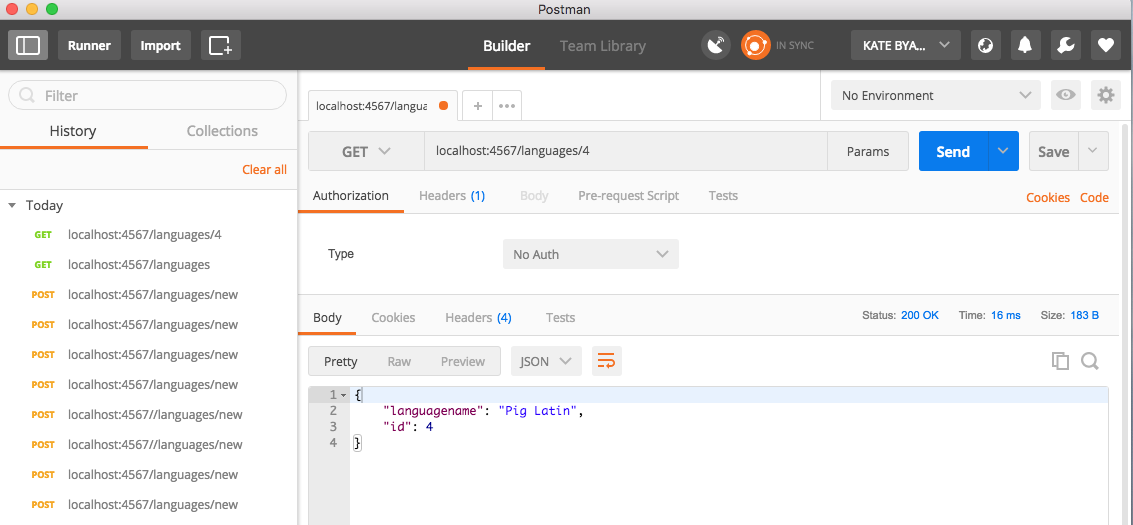 Postman
Runner Import Builder Team Library IN SYNC KATE BYA...
Filter
History Collections
Clear all
Today
GET localhost:4567/languages/4
GET localhost:4567/languages
POST localhost:4567/languages/new
POST localhost:4567/languages/new
POST localhost:4567/languages/new
POST localhost:4567/languages/new
POST localhost:4567//languages/new
POST localhost:4567//languages/new
POST localhost:4567/languages/new
POST localhost:4567/languages/new
localhost:4567/langua + ••• No Environment
GET localhost:4567/languages/4 Params Send Save
Authorization Headers (1) Body Pre-request Script Tests Cookies Code
Type No Auth
Body Cookies Headers (4) Tests Status: 200 OK Time: 16 ms Size: 183 B
Pretty Raw Preview JSON
1 {
2 "languagename": "Pig Latin",
3 "id": 4
4 }